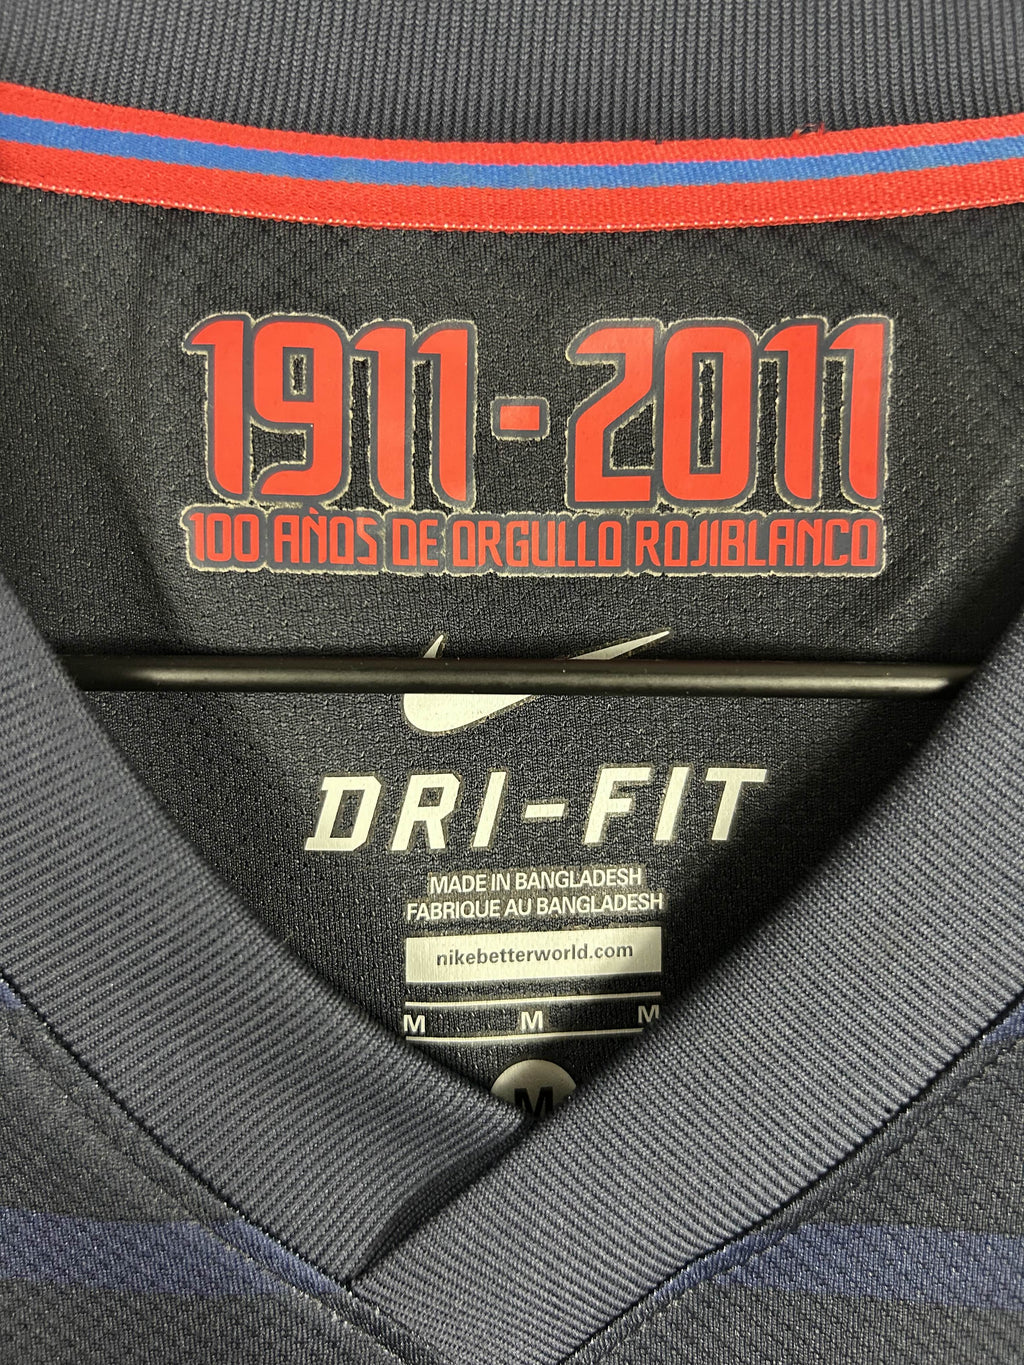 1911-2011
100 AÑOS DE ORGULLO ROJIBLANCO
DRI-FIT
MADE IN BANGLADESH
FABRIQUE AU BANGLADESH
nikebetterworld.com
M M M
M